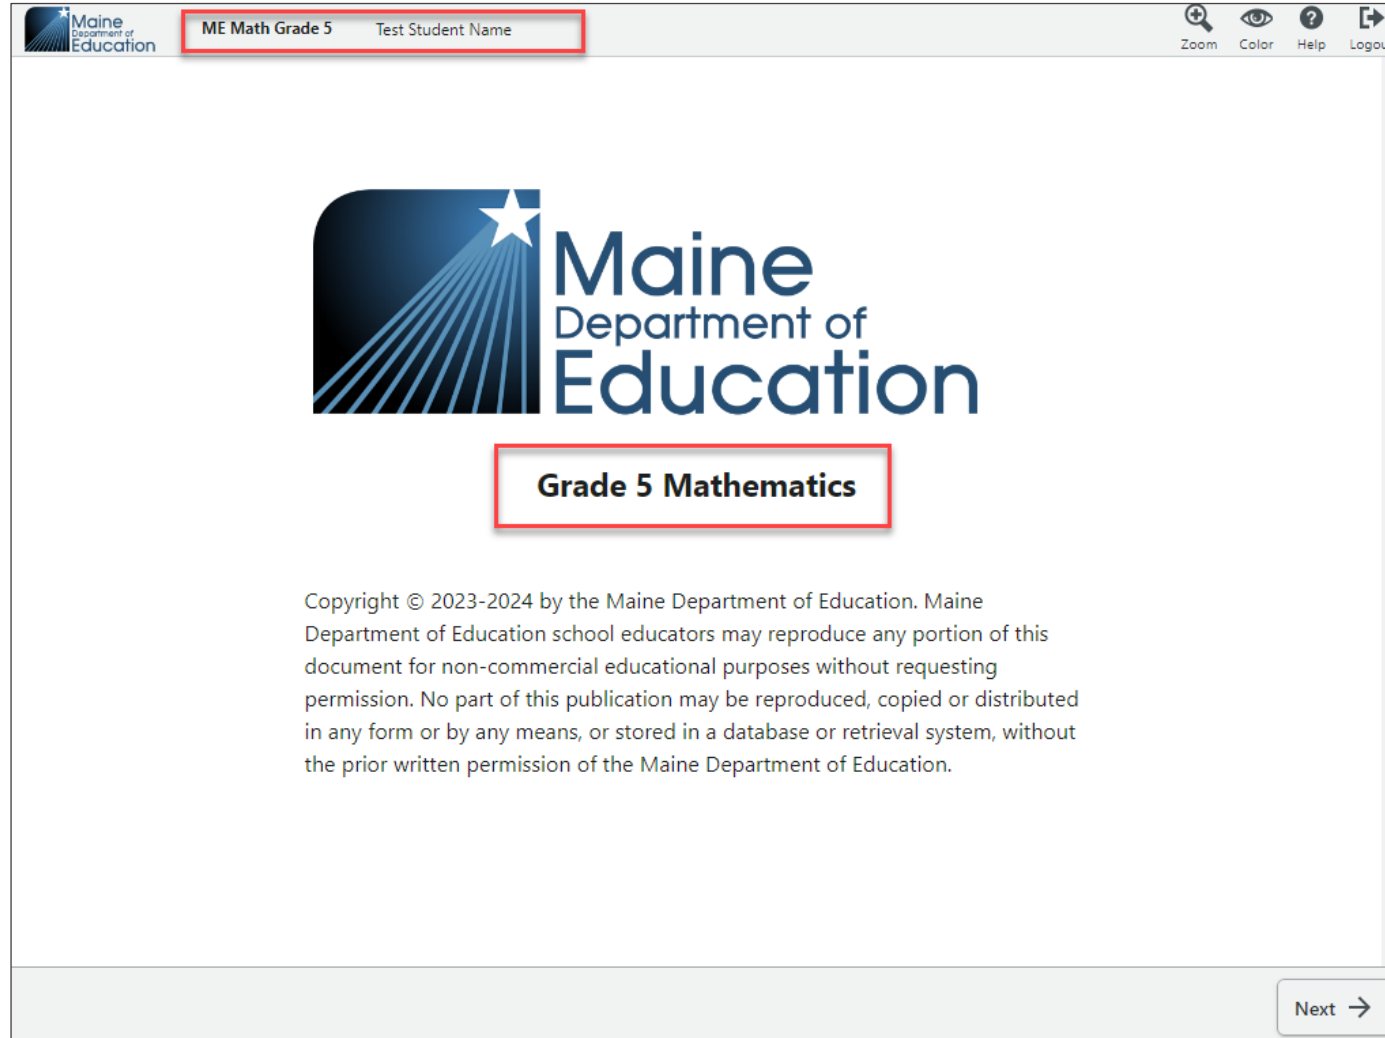 Maine
Department of
Education
ME Math Grade 5 Test Student Name
Zoom Color Help Logou
Maine
Department of
Education
Grade 5 Mathematics
Copyright © 2023-2024 by the Maine Department of Education. Maine
Department of Education school educators may reproduce any portion of this
document for non-commercial educational purposes without requesting
permission. No part of this publication may be reproduced, copied or distributed
in any form or by any means, or stored in a database or retrieval system, without
the prior written permission of the Maine Department of Education.
Next